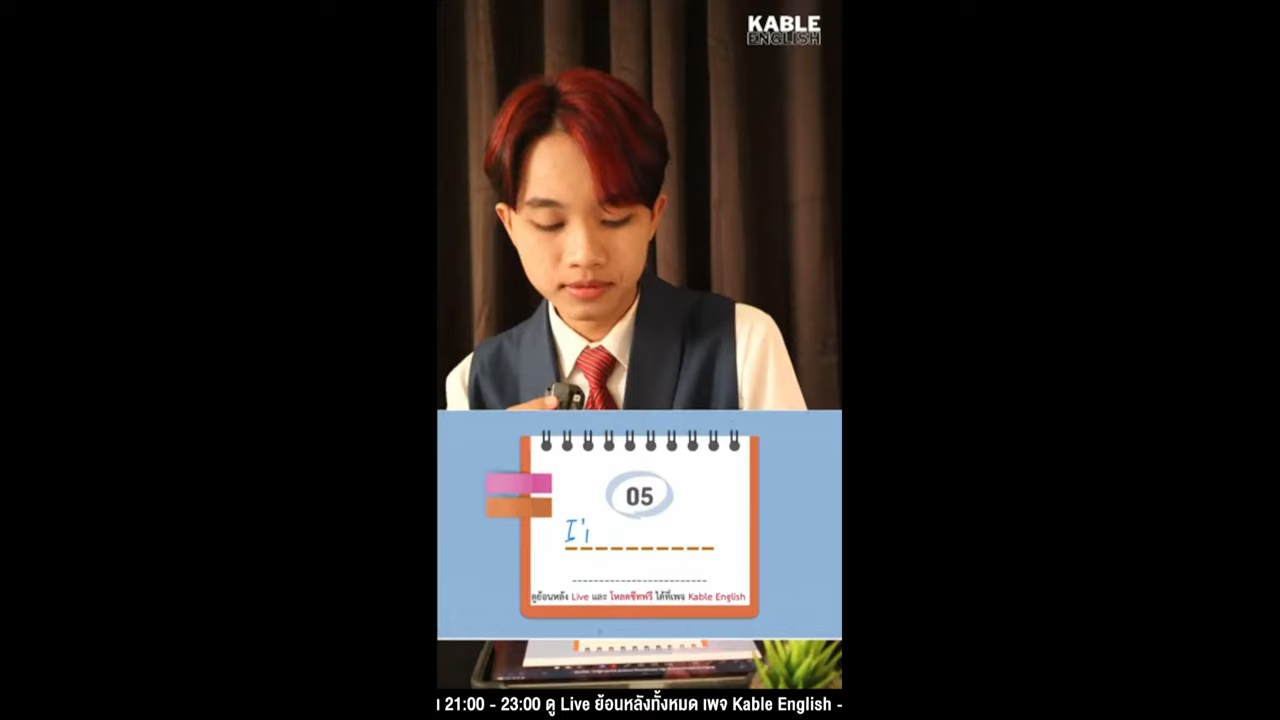 KABLE
ENGLISH
05
I'
ดูย้อนหลัง Live และ โหลดชีทฟรี ได้ที่เพจ Kable English
21:00 - 23:00 ดู Live ย้อนหลังทั้งหมด เพจ Kable English -